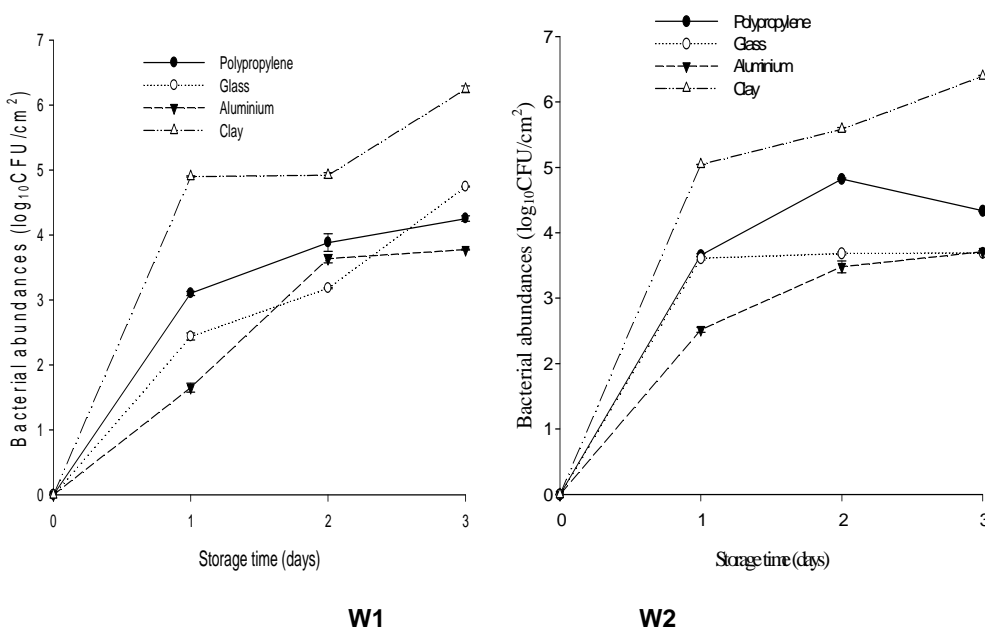 Polypropylene
Glass
Aluminium
Clay
Bacterial abundances (log10CFU/cm2)
7
6
5
4
3
2
1
0
0 1 2 3
Storage time (days)
W1
Polypropylene
Glass
Aluminium
Clay
Bacterial abundances (log10CFU/cm2)
7
6
5
4
3
2
1
0
0 1 2 3
Storage time (days)
W2